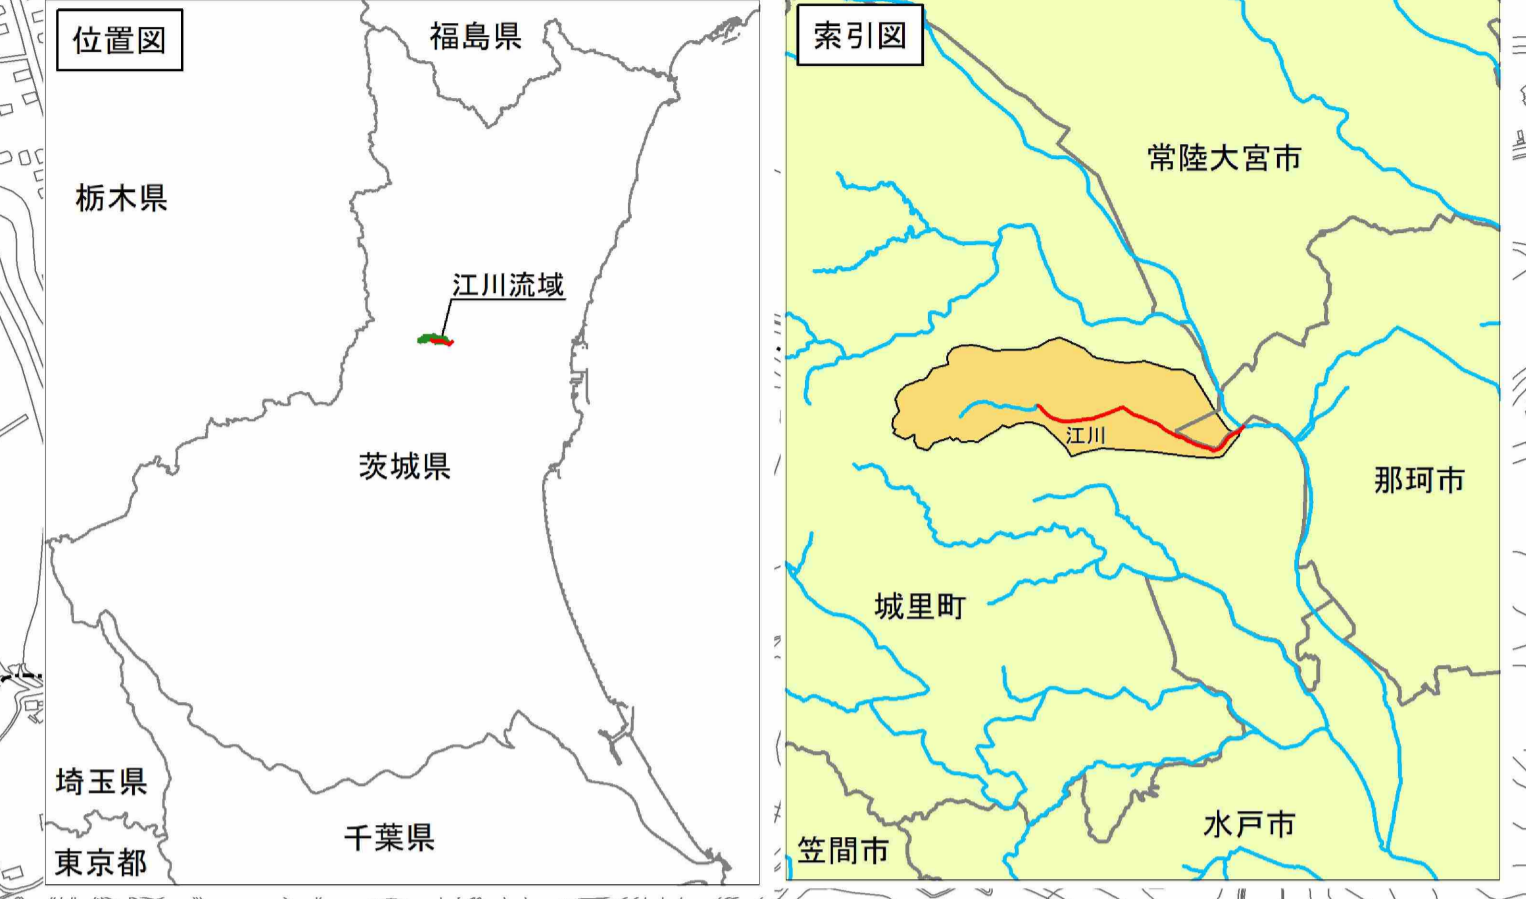 位置図
福島県
栃木県
江川流域
茨城県
埼玉県
千葉県
東京都
索引図
常陸大宮市
江川
那珂市
城里町
水戸市
笠間市